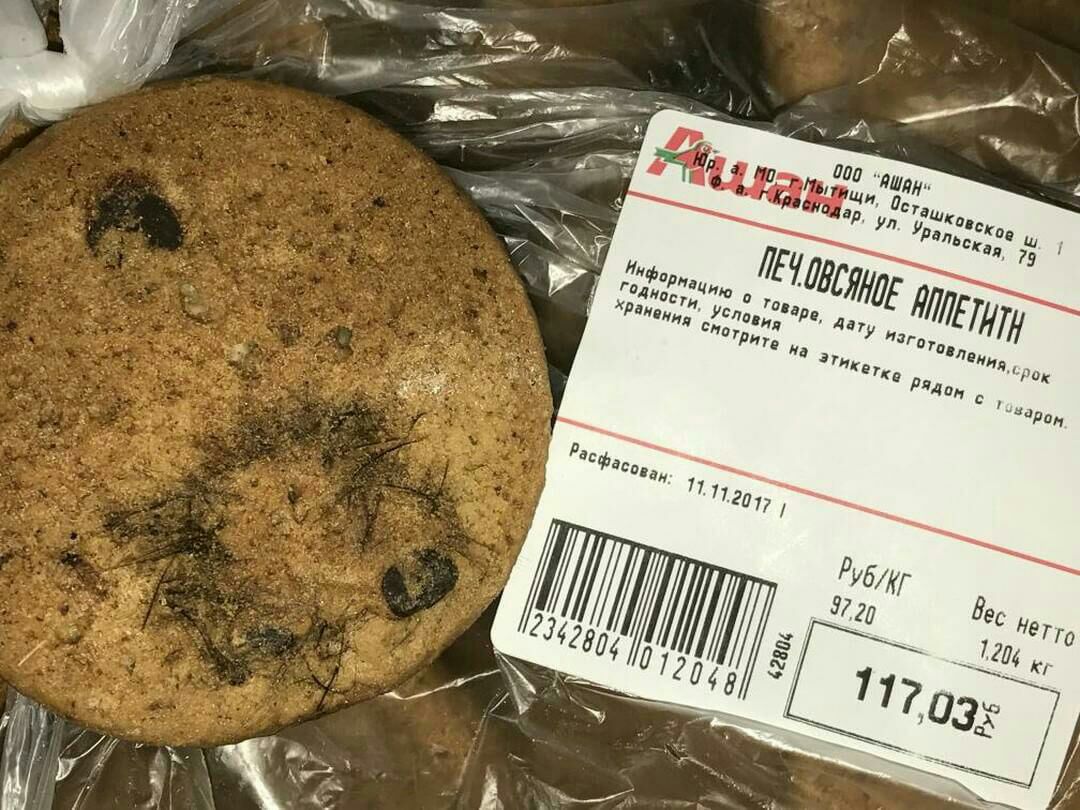 Ашан
ООО "АШАН"
Юр. а. МО г.Мытищи, Осташковское ш. 1
Ф. а. г.Краснодар, ул. Уральская, 79
ПЕЧ.ОВСЯНОЕ АППЕТИТН
Информацию о товаре, дату изготовления,срок
годности, условия
хранения смотрите на этикетке рядом с товаром.
Расфасован: 11.11.2017
Руб/КГ
97,20
Вес нетто
1,204 кг
2342804 012048
42804
117,03 РУБ